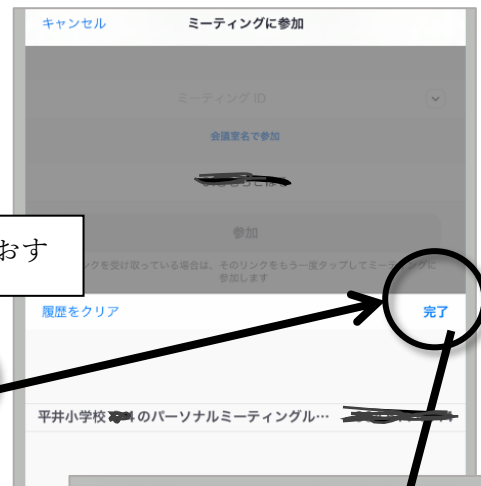 キャンセル ミーティングに参加
ミーティング ID
会議室名で参加
参加
おす
クを受け取っている場合は、そのリンクをもう一度タップしてミーティングに
参加します
履歴をクリア 完了
平井小学校 のパーソナルミーティングル…